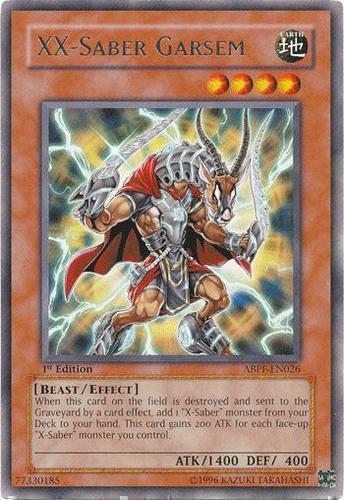 XX-Saber Garsem
EARTH
地
1st Edition
ABPF-EN026
[Beast / Effect]
When this card on the field is destroyed and sent to the
Graveyard by a card effect, add 1 "X-Saber" monster from your
Deck to your hand. This card gains 200 ATK for each face-up
"X-Saber" monster you control.
ATK/1400 DEF/ 400
77330185
©1996 KAZUKI TAKAHASHI